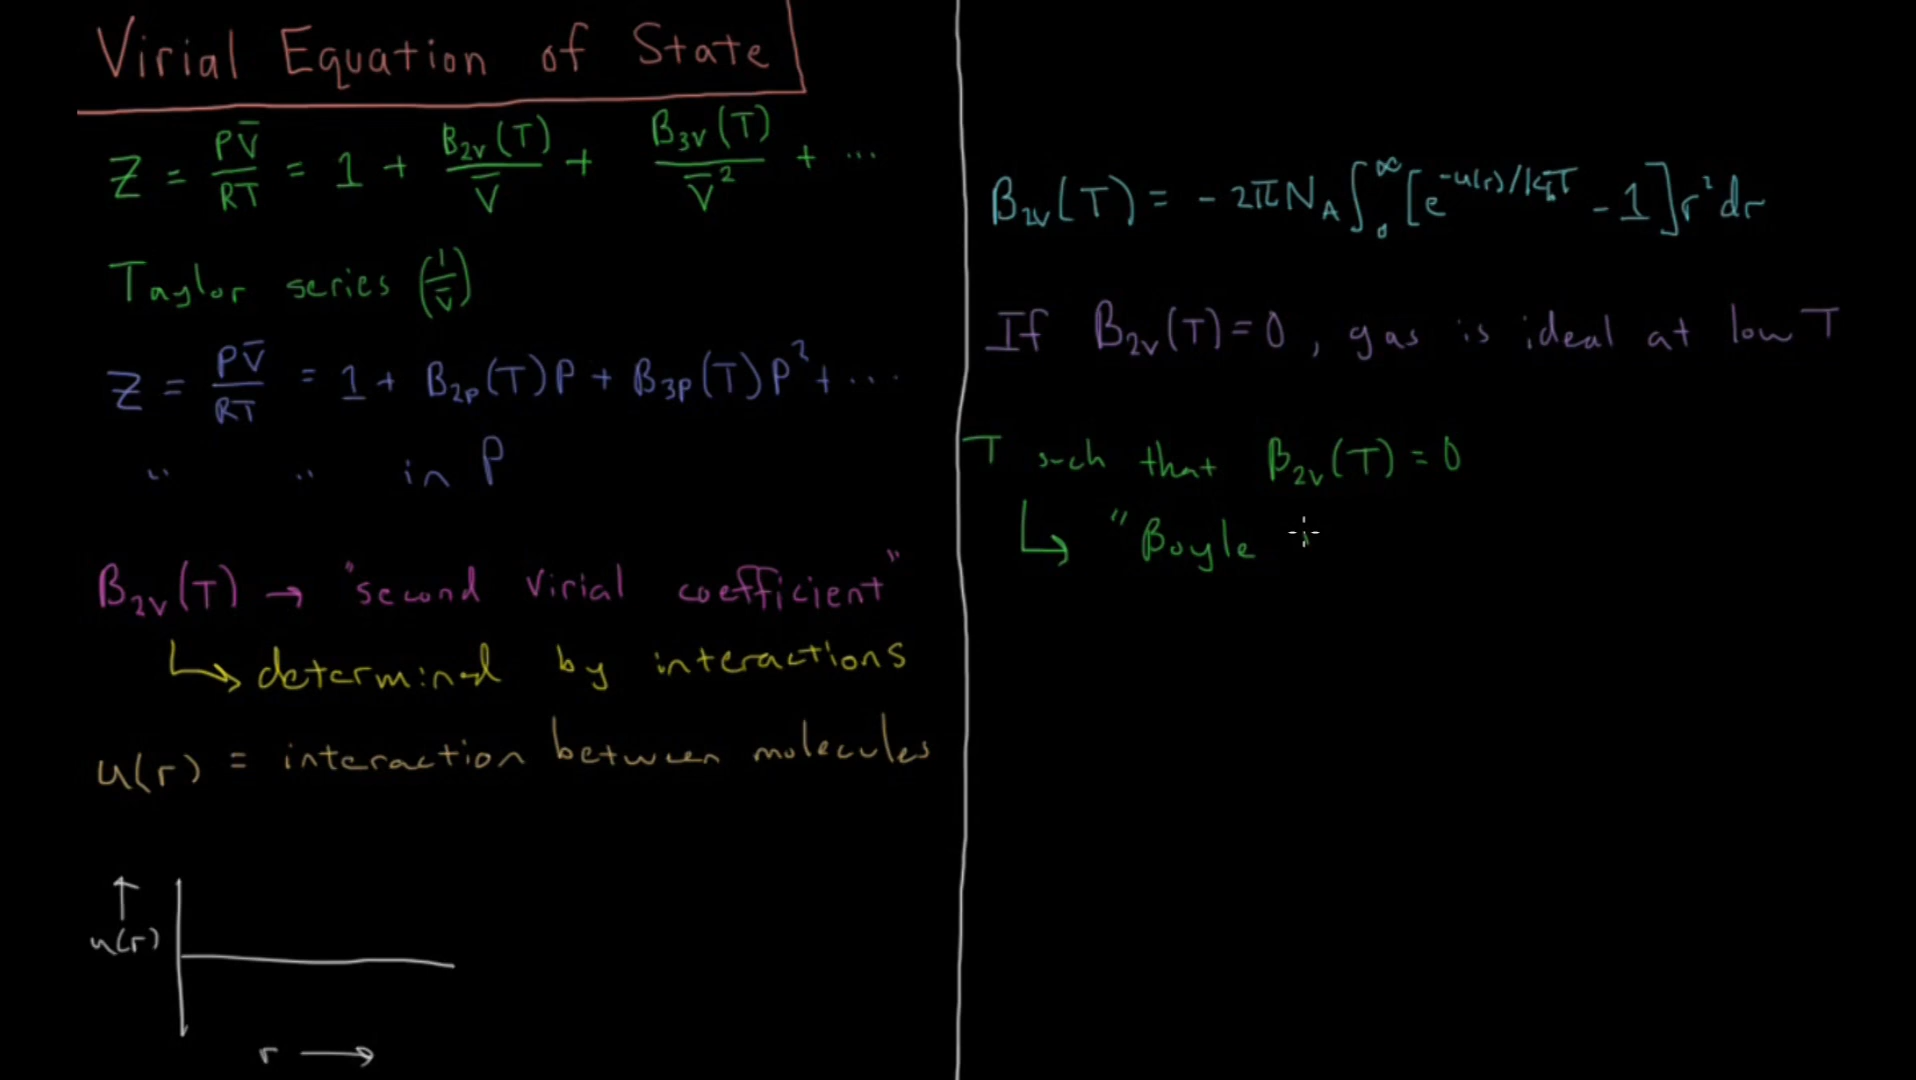 Virial Equation of State
Z = PV̄/RT = 1 + B₂ᵥ(T)/V̄ + B₃ᵥ(T)/V̄² + ...
Taylor series (1/V̄)
Z = PV̄/RT = 1 + B₂ₚ(T)P + B₃ₚ(T)P² + ....
" " in P
B₂ᵥ(T) → "second virial coefficient"
↳ determined by interactions
u(r) = interaction between molecules
↑
u(r)
r →
B₂ᵥ(T) = -2πN_A ∫₀^∞ [e^(-u(r)/k_bT) - 1] r² dr
If B₂ᵥ(T) = 0, gas is ideal at low T
T such that B₂ᵥ(T) = 0
↳ "Boyle